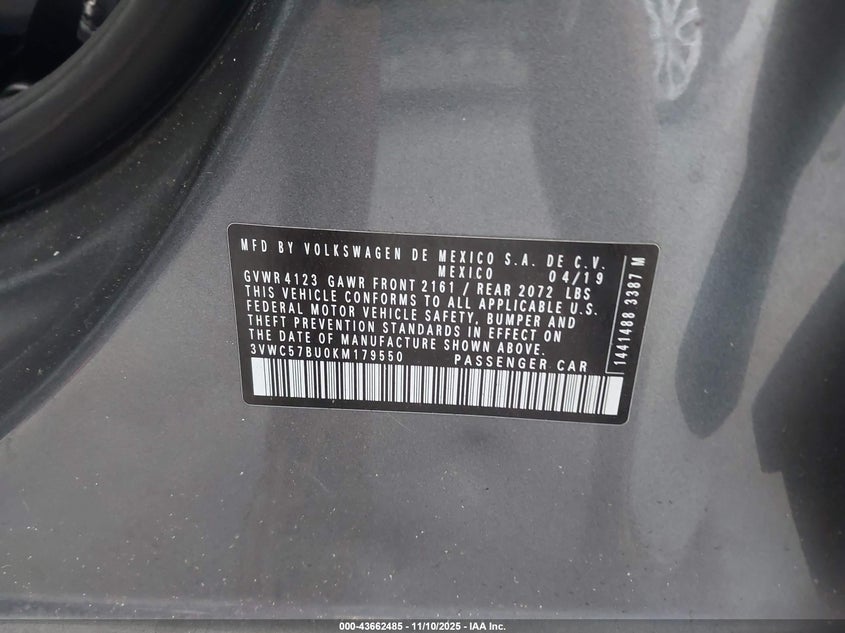 MFD BY VOLKSWAGEN DE MEXICO S.A. DE C.V.
MEXICO 04/19
GVWR 4123 GAWR FRONT 2161 / REAR 2072 LBS
THIS VEHICLE CONFORMS TO ALL APPLICABLE U.S.
FEDERAL MOTOR VEHICLE SAFETY, BUMPER AND
THEFT PREVENTION STANDARDS IN EFFECT ON
THE DATE OF MANUFACTURE SHOWN ABOVE.
3VWC57BU0KM179550 PASSENGER CAR
1441488 3387 M
000-43662485 - 11/10/2025 - IAA Inc.